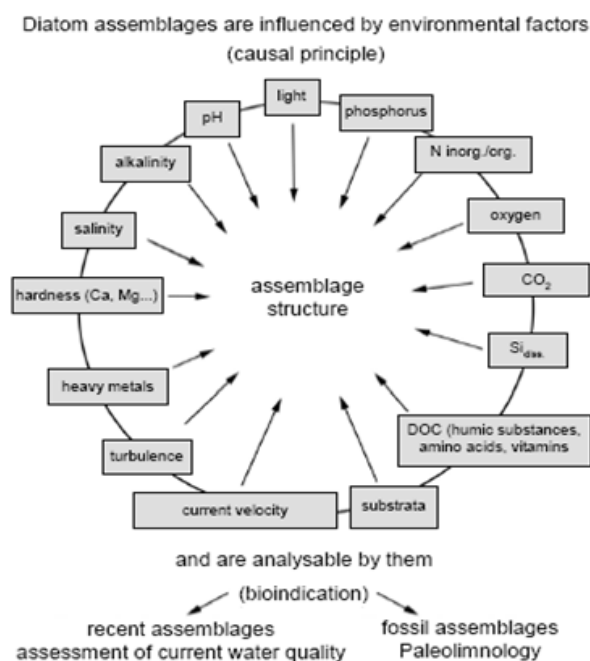 Diatom assemblages are influenced by environmental factors
(causal principle)
light
pH
phosphorus
alkalinity
N inorg./org.
salinity
oxygen
hardness (Ca, Mg...)
CO₂
assemblage
structure
Si diss.
heavy metals
DOC (humic substances,
amino acids, vitamins
turbulence
current velocity
substrata
and are analysable by them
(bioindication)
recent assemblages
assessment of current water quality
fossil assemblages
Paleolimnology